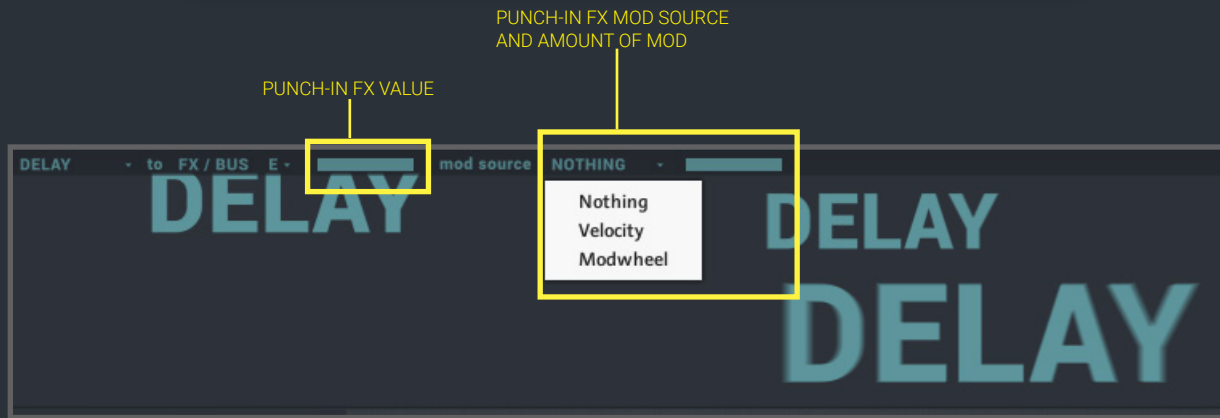 PUNCH-IN FX MOD SOURCE
AND AMOUNT OF MOD
PUNCH-IN FX VALUE
DELAY to FX / BUS E mod source NOTHING
DELAY
Nothing
Velocity
Modwheel
DELAY
DELAY